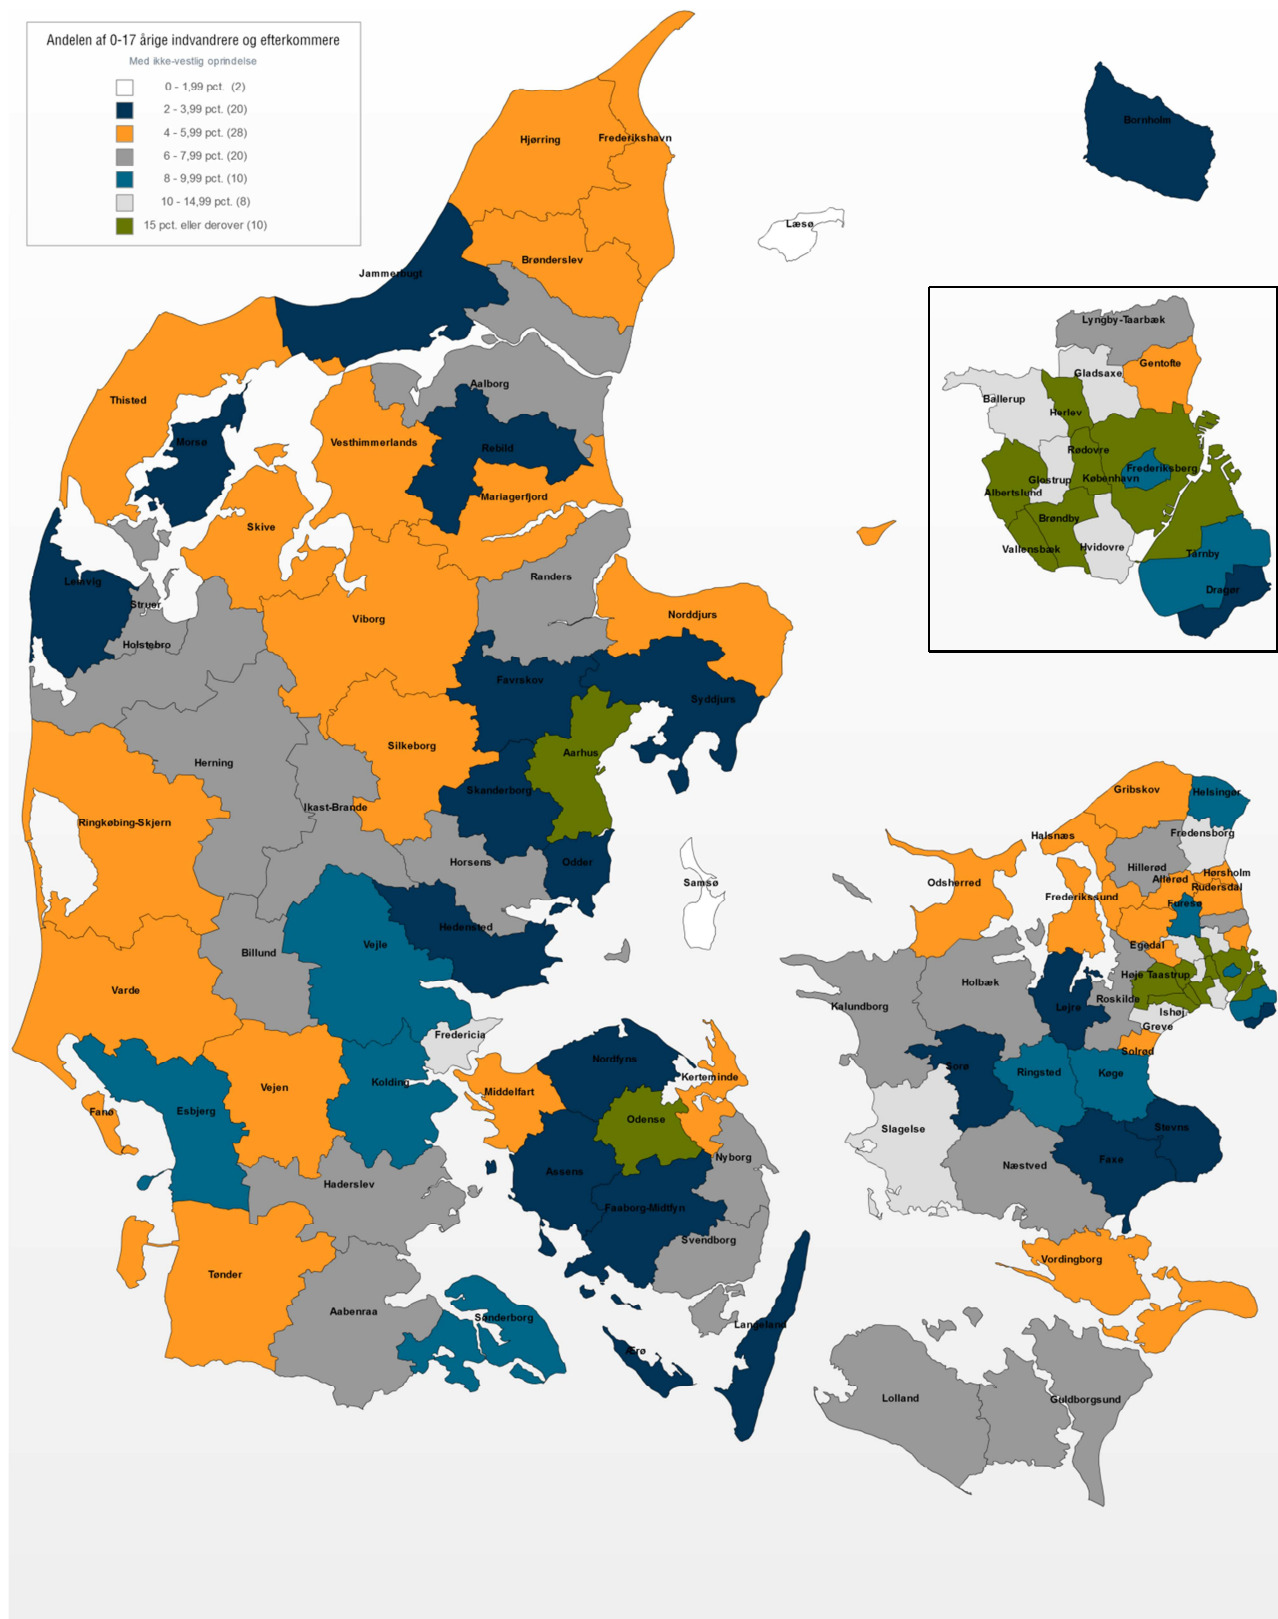 Andelen af 0-17 årige indvandrere og efterkommere
Med ikke-vestlig oprindelse
0 - 1,99 pct. (2)
2 - 3,99 pct. (20)
4 - 5,99 pct. (28)
6 - 7,99 pct. (20)
8 - 9,99 pct. (10)
10 - 14,99 pct. (8)
15 pct. eller derover (10)
Bornholm
Hjørring
Frederikshavn
Læsø
Brønderslev
Jammerbugt
Lyngby-Taarbæk
Gentofte
Gladsaxe
Ballerup
Herlev
Rødovre
Frederiksberg
Glostrup
København
Albertslund
Brøndby
Vallensbæk
Hvidovre
Tårnby
Dragør
Aalborg
Thisted
Morsø
Vesthimmerlands
Rebild
Mariagerfjord
Skive
Lemvig
Struer
Randers
Norddjurs
Viborg
Holstebro
Favrskov
Syddjurs
Silkeborg
Aarhus
Herning
Skanderborg
Ikast-Brande
Ringkøbing-Skjern
Horsens
Odder
Samsø
Hedensted
Vejle
Billund
Varde
Fredericia
Gribskov
Helsingør
Halsnæs
Fredensborg
Hillerød
Hørsholm
Allerød
Rudersdal
Odsherred
Frederikssund
Furesø
Egedal
Høje Taastrup
Holbæk
Kalundborg
Lejre
Roskilde
Ishøj
Greve
Solrød
Nordfyns
Kerteminde
Middelfart
Kolding
Vejen
Esbjerg
Fanø
Odense
Sorø
Ringsted
Køge
Slagelse
Stevns
Nyborg
Assens
Næstved
Faxe
Haderslev
Faaborg-Midtfyn
Svendborg
Vordingborg
Tønder
Aabenraa
Sønderborg
Langeland
Ærø
Lolland
Guldborgsund